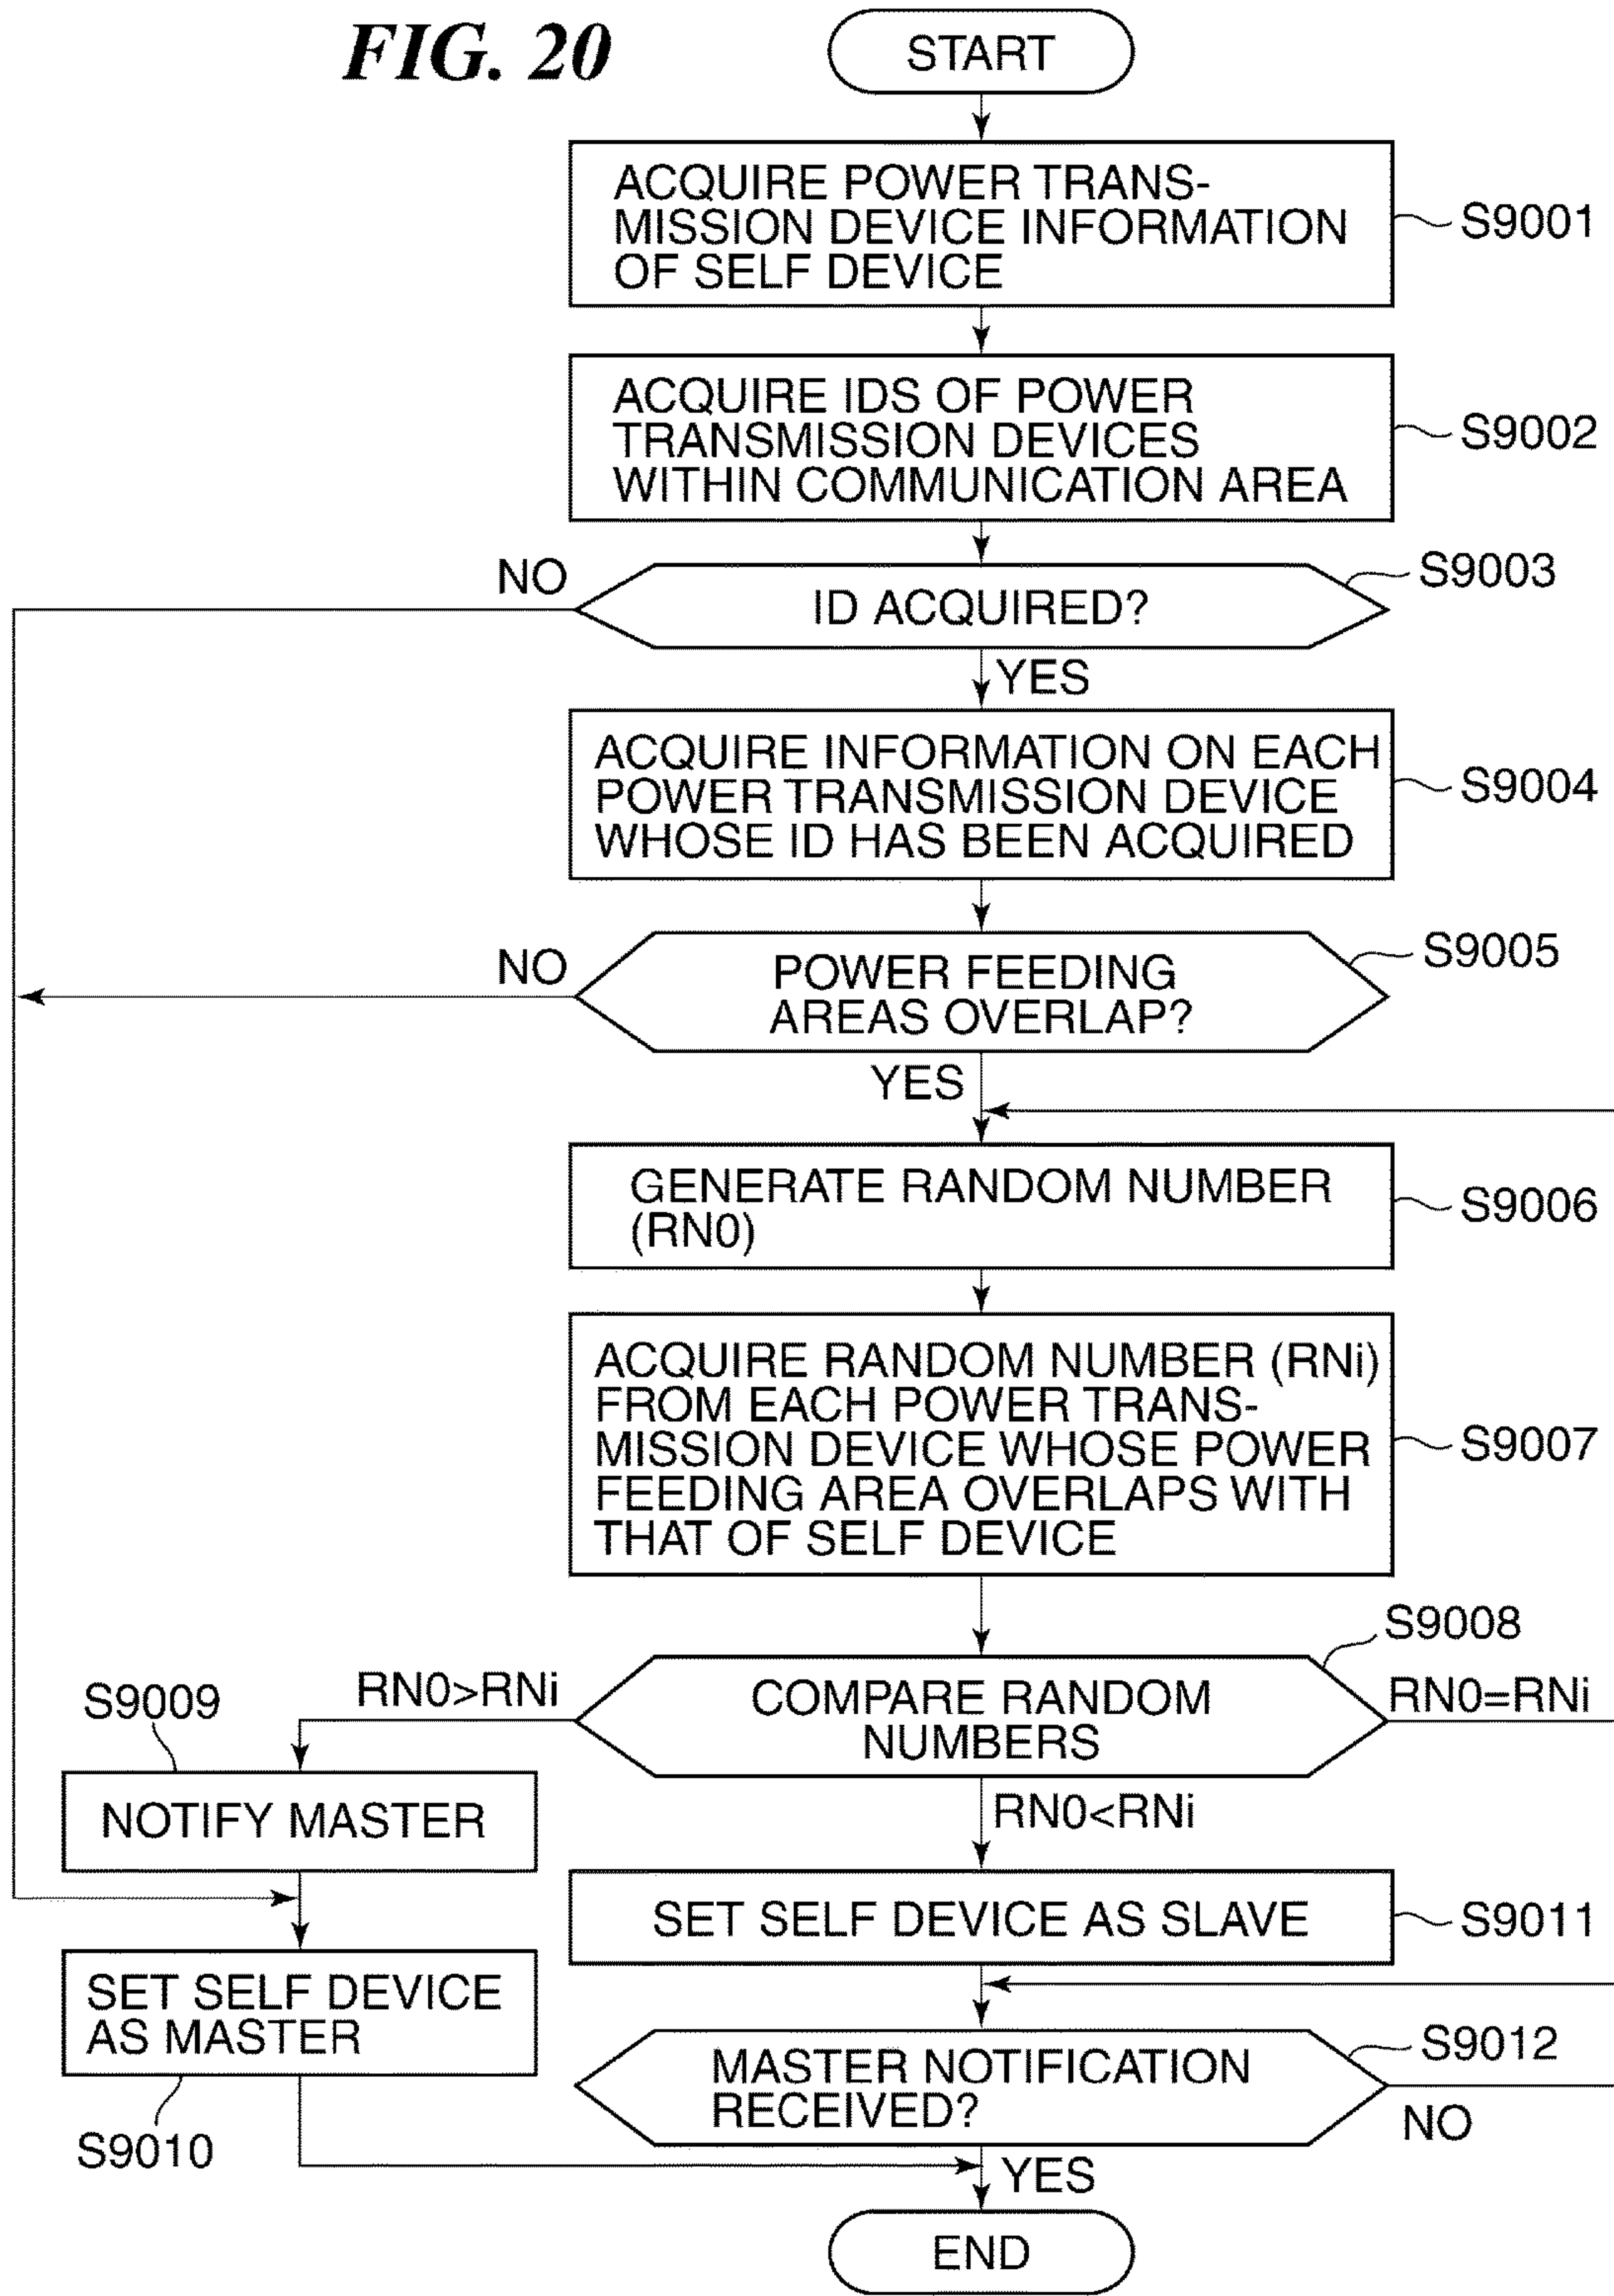 FIG. 20
START
ACQUIRE POWER TRANS-
MISSION DEVICE INFORMATION
OF SELF DEVICE
S9001
ACQUIRE IDS OF POWER
TRANSMISSION DEVICES
WITHIN COMMUNICATION AREA
S9002
NO
ID ACQUIRED?
S9003
YES
ACQUIRE INFORMATION ON EACH
POWER TRANSMISSION DEVICE
WHOSE ID HAS BEEN ACQUIRED
S9004
NO
POWER FEEDING
AREAS OVERLAP?
S9005
YES
GENERATE RANDOM NUMBER
(RN0)
S9006
ACQUIRE RANDOM NUMBER (RNi)
FROM EACH POWER TRANS-
MISSION DEVICE WHOSE POWER
FEEDING AREA OVERLAPS WITH
THAT OF SELF DEVICE
S9007
S9008
COMPARE RANDOM
NUMBERS
RN0>RNi
RN0=RNi
S9009
NOTIFY MASTER
RN0<RNi
SET SELF DEVICE AS SLAVE
S9011
SET SELF DEVICE
AS MASTER
S9010
MASTER NOTIFICATION
RECEIVED?
S9012
NO
YES
END